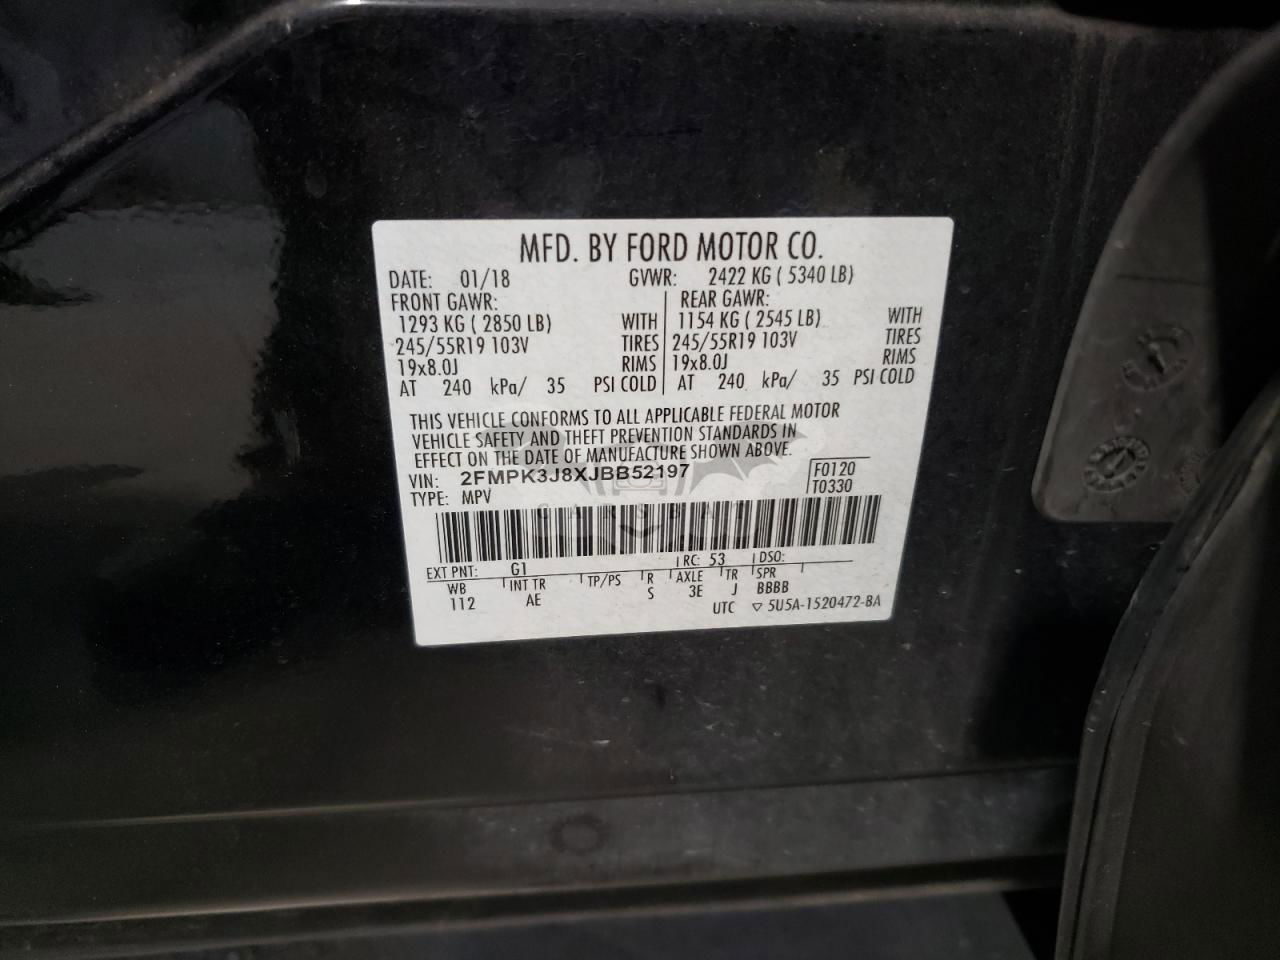 MFD. BY FORD MOTOR CO.
DATE: 01/18 GVWR: 2422 KG ( 5340 LB)
FRONT GAWR: REAR GAWR:
1293 KG ( 2850 LB) WITH 1154 KG ( 2545 LB) WITH
245/55R19 103V TIRES 245/55R19 103V TIRES
19x8.0J RIMS 19x8.0J RIMS
AT 240 kPa/ 35 PSI COLD AT 240 kPa/ 35 PSI COLD
THIS VEHICLE CONFORMS TO ALL APPLICABLE FEDERAL MOTOR
VEHICLE SAFETY AND THEFT PREVENTION STANDARDS IN
EFFECT ON THE DATE OF MANUFACTURE SHOWN ABOVE.
VIN: 2FMPK3J8XJBB52197 F0120
TYPE: MPV T0330
CARSBAT
EXT PNT: G1 RC: 53 DSO:
WB INT TR TP/PS R AXLE TR SPR
112 AE S 3E J BBBB
UTC ▽ 5U5A-1520472-BA